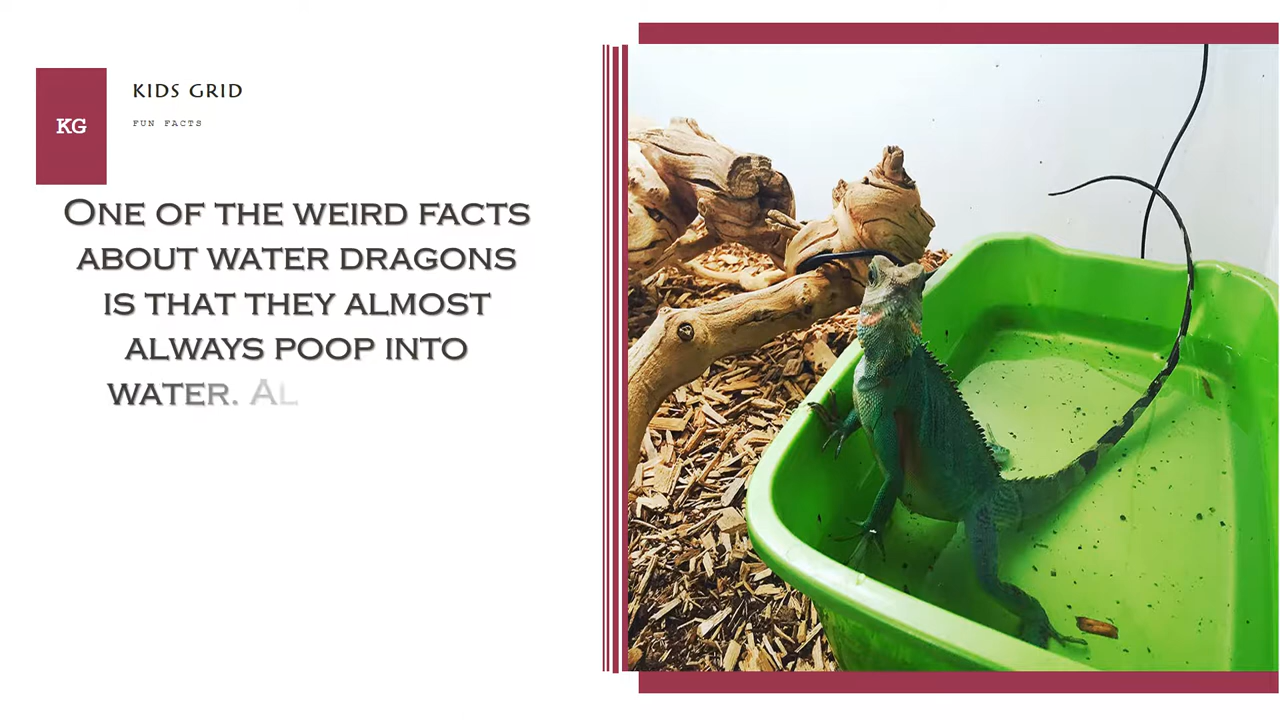 KG
KIDS GRID
FUN FACTS
ONE OF THE WEIRD FACTS
ABOUT WATER DRAGONS
IS THAT THEY ALMOST
ALWAYS POOP INTO
WATER. AL